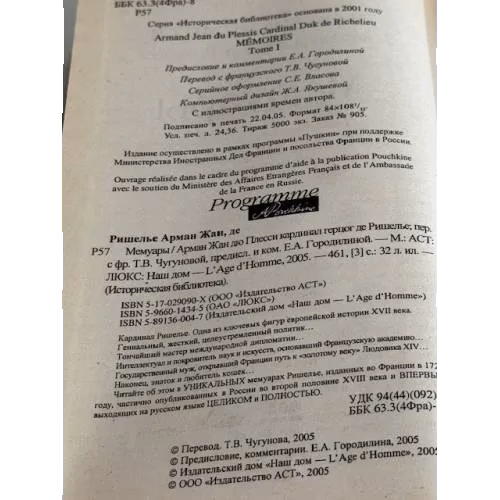 ББК 63.3(4Фра)-8
Р57
Серия «Историческая библиотека» основана в 2001 году
Armand Jean du Plessis Cardinal Duk de Richelieu
MÉMOIRES
Tome I
Предисловие и комментарии Е.А. Городилиной
Перевод с французского Т.В. Чугуновой
Серийное оформление С.Е. Власова
Компьютерный дизайн Ж.А. Якушевой
С иллюстрациями времен автора.
Подписано в печать 22.04.05. Формат 84×108¹/₃₂.
Усл. печ. л. 24,36. Тираж 5000 экз. Заказ № 905.
Издание осуществлено в рамках программы «Пушкин» при поддержке
Министерства Иностранных Дел Франции и посольства Франции в России.
Ouvrage réalisée dans le cadre du programme d'aide à la publication Pouchkine
avec le soutien du Ministère des Affaires Etrangères Français et de l'Ambassade
de la France en Russie.
Programme
A. Pouchkine
Ришелье Арман Жан, де
Р57 Мемуары / Арман Жан дю Плесси кардинал герцог де Ришелье; пер.
с фр. Т.В. Чугуновой, предисл. и ком. Е.А. Городилиной. — М.: АСТ:
ЛЮКС: Наш дом — L'Age d'Homme, 2005. — 461, [3] с.: 32 л. ил. —
(Историческая библиотека).
ISBN 5-17-029090-X (ООО «Издательство АСТ»)
ISBN 5-9660-1434-5 (ОАО «ЛЮКС»)
ISBN 5-89136-004-7 (Издательский дом «Наш дом — L'Age d'Homme»)
Кардинал Ришелье. Одна из ключевых фигур европейской истории XVII века.
Гениальный, жесткий, целеустремленный политик...
Тончайший мастер международной дипломатии...
Интеллектуал и покровитель наук и искусств, основавший Французскую академию...
Государственный муж, открывший Франции путь к «золотому веку» Людовика XIV...
Наконец, знаток и любитель кошек...
Читайте об этом в УНИКАЛЬНЫХ мемуарах Ришелье, изданных во Франции в 172
году, частично опубликованных в России во второй половине XVIII века и ВПЕРВЫ
выходящих на русском языке ЦЕЛИКОМ и ПОЛНОСТЬЮ.
УДК 94(44)(092)
ББК 63.3(4Фра)-
© Перевод. Т.В. Чугунова, 2005
© Предисловие, комментарии. Е.А. Городилина, 2005
© Издательский дом «Наш дом — L'Age d'Homme», 2005
© ООО «Издательство АСТ», 2005